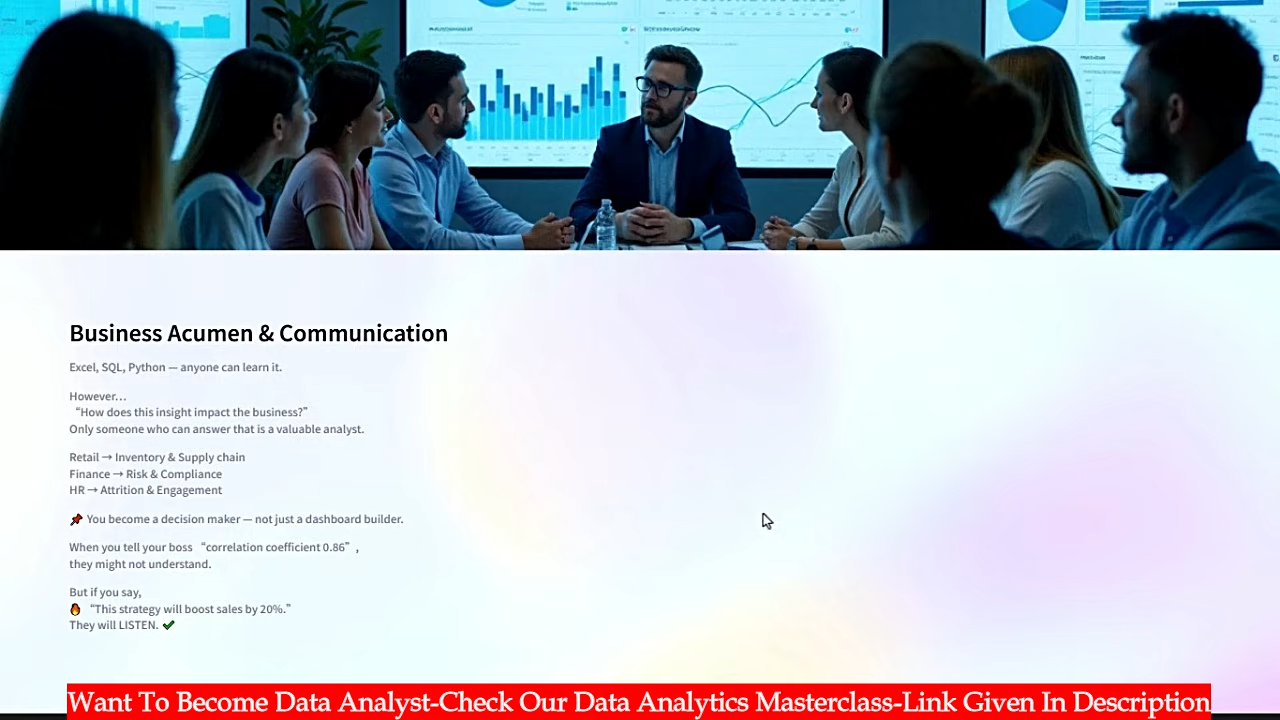 Business Acumen & Communication
Excel, SQL, Python — anyone can learn it.
However…
“How does this insight impact the business?”
Only someone who can answer that is a valuable analyst.
Retail → Inventory & Supply chain
Finance → Risk & Compliance
HR → Attrition & Engagement
📌 You become a decision maker — not just a dashboard builder.
When you tell your boss “correlation coefficient 0.86”,
they might not understand.
But if you say,
🔥 “This strategy will boost sales by 20%.”
They will LISTEN. ✔
Want To Become Data Analyst-Check Our Data Analytics Masterclass-Link Given In Description